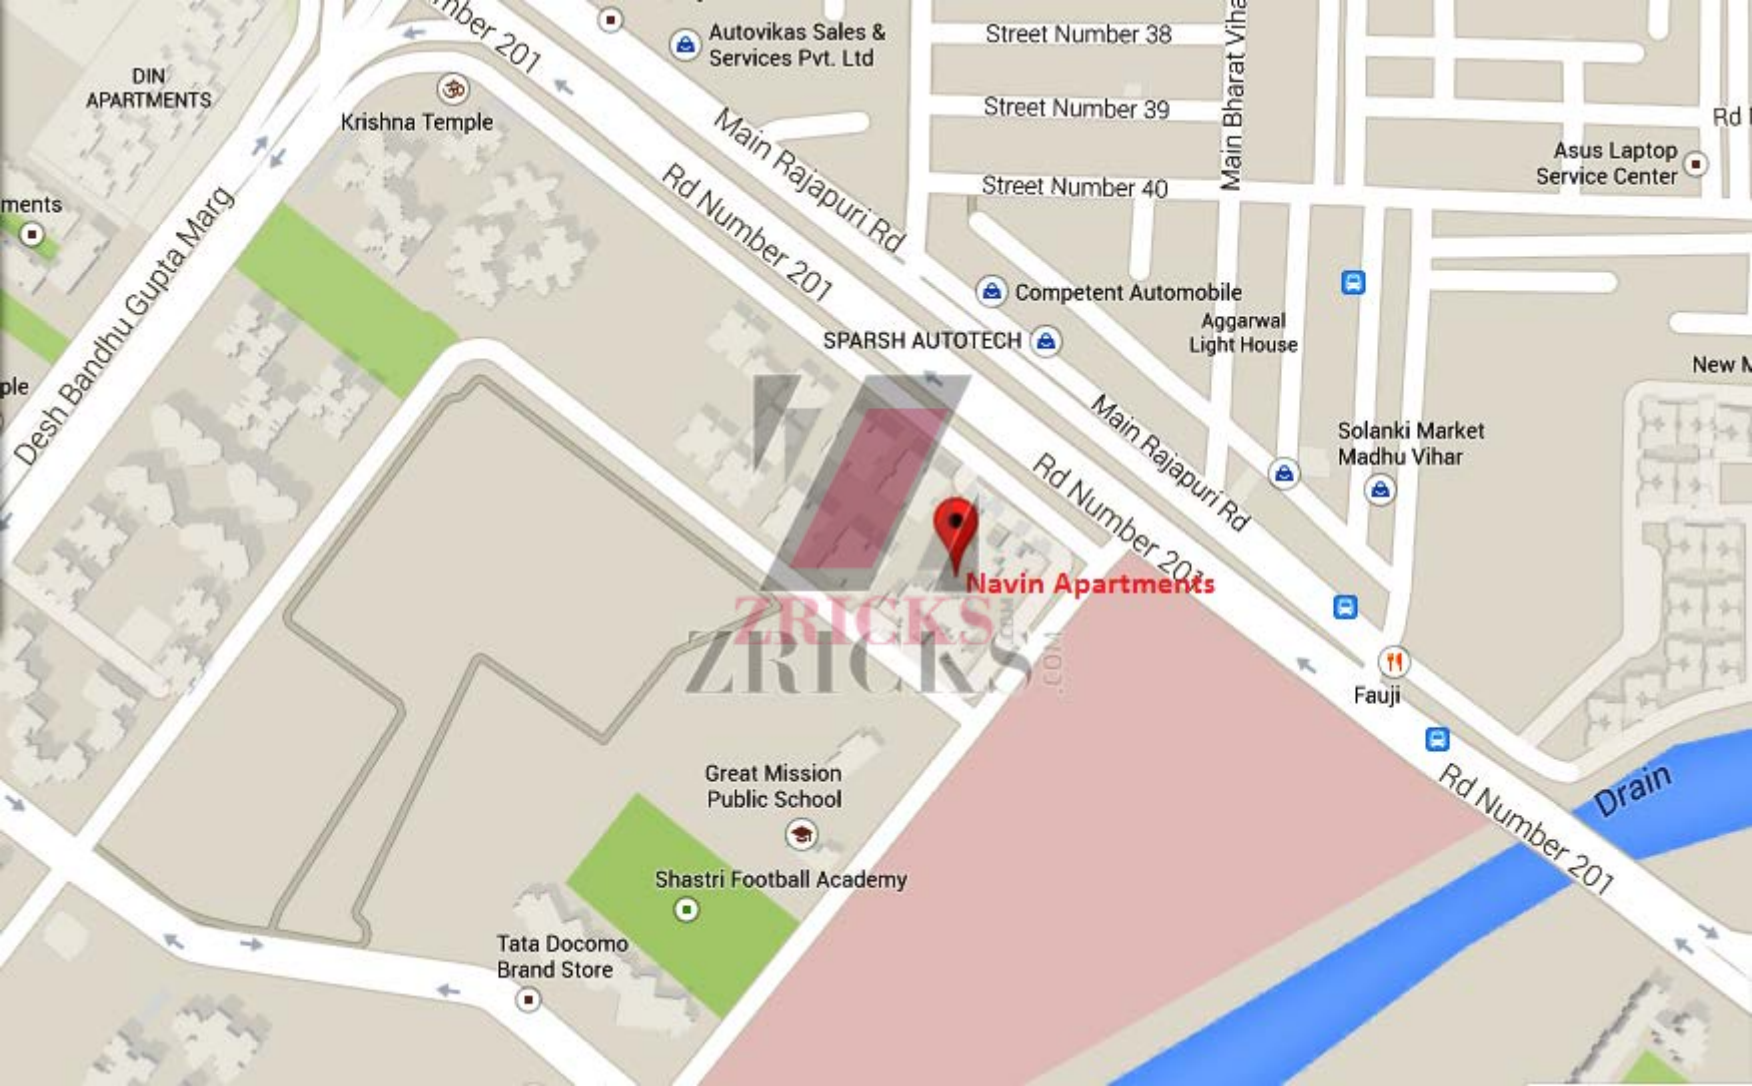 mber 201
Autovikas Sales &
Services Pvt. Ltd
Street Number 38
Main Bharat Viha
DIN
APARTMENTS
Krishna Temple
Main Rajapuri Rd
Street Number 39
Rd
Asus Laptop
Service Center
Rd Number 201
Street Number 40
ments
Desh Bandhu Gupta Marg
Competent Automobile
Aggarwal
Light House
SPARSH AUTOTECH
New M
ple
Main Rajapuri Rd
Solanki Market
Madhu Vihar
Rd Number 201
Navin Apartments
ZRICKS
.com
ZRICKS
.COM
Fauji
Great Mission
Public School
Rd Number 201
Drain
Shastri Football Academy
Tata Docomo
Brand Store